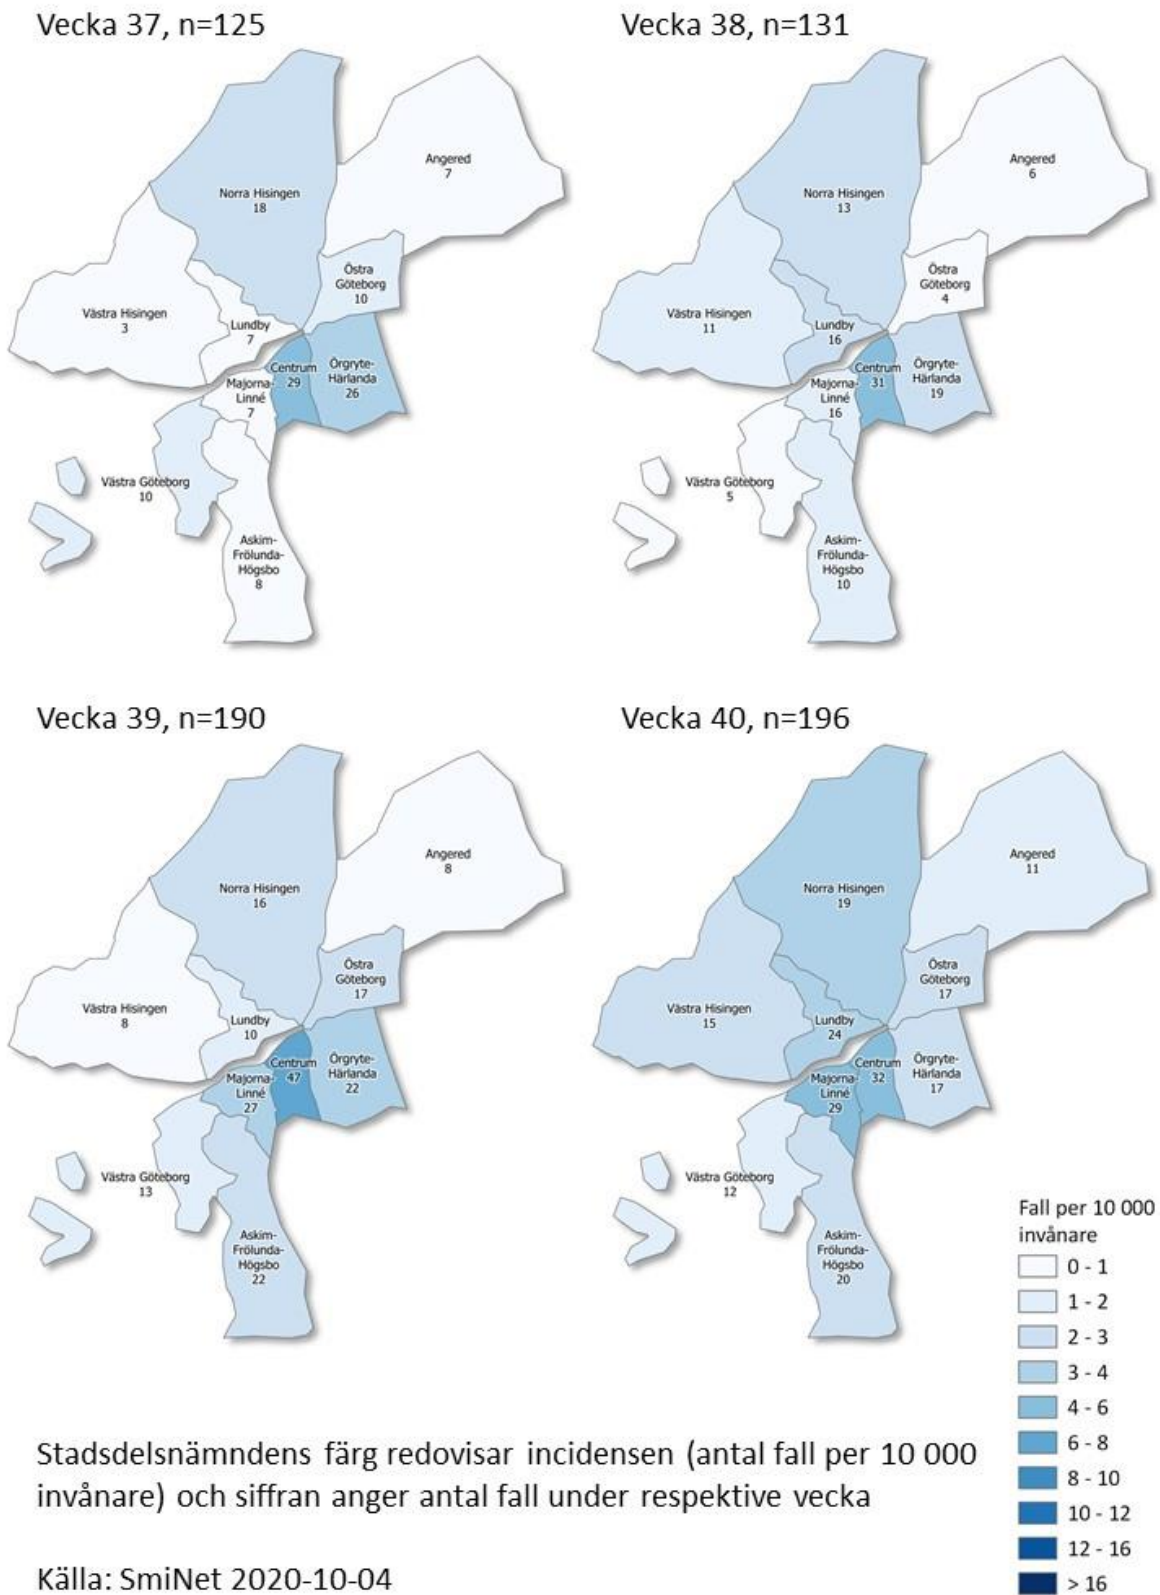 Vecka 37, n=125
Norra Hisingen
18
Angered
7
Östra
Göteborg
10
Västra Hisingen
3
Lundby
7
Centrum
29
Örgryte-
Härlanda
26
Majorna-
Linné
7
Västra Göteborg
10
Askim-
Frölunda-
Högsbo
8
Vecka 38, n=131
Norra Hisingen
13
Angered
6
Östra
Göteborg
4
Västra Hisingen
11
Lundby
16
Centrum
31
Örgryte-
Härlanda
19
Majorna-
Linné
16
Västra Göteborg
5
Askim-
Frölunda-
Högsbo
10
Vecka 39, n=190
Norra Hisingen
16
Angered
8
Östra
Göteborg
17
Västra Hisingen
8
Lundby
10
Centrum
47
Örgryte-
Härlanda
22
Majorna-
Linné
27
Västra Göteborg
13
Askim-
Frölunda-
Högsbo
22
Vecka 40, n=196
Norra Hisingen
19
Angered
11
Östra
Göteborg
17
Västra Hisingen
15
Lundby
24
Centrum
32
Örgryte-
Härlanda
17
Majorna-
Linné
29
Västra Göteborg
12
Askim-
Frölunda-
Högsbo
20
Fall per 10 000
invånare
0 - 1
1 - 2
2 - 3
3 - 4
4 - 6
6 - 8
8 - 10
10 - 12
12 - 16
> 16
Stadsdelsnämndens färg redovisar incidensen (antal fall per 10 000
invånare) och siffran anger antal fall under respektive vecka
Källa: SmiNet 2020-10-04